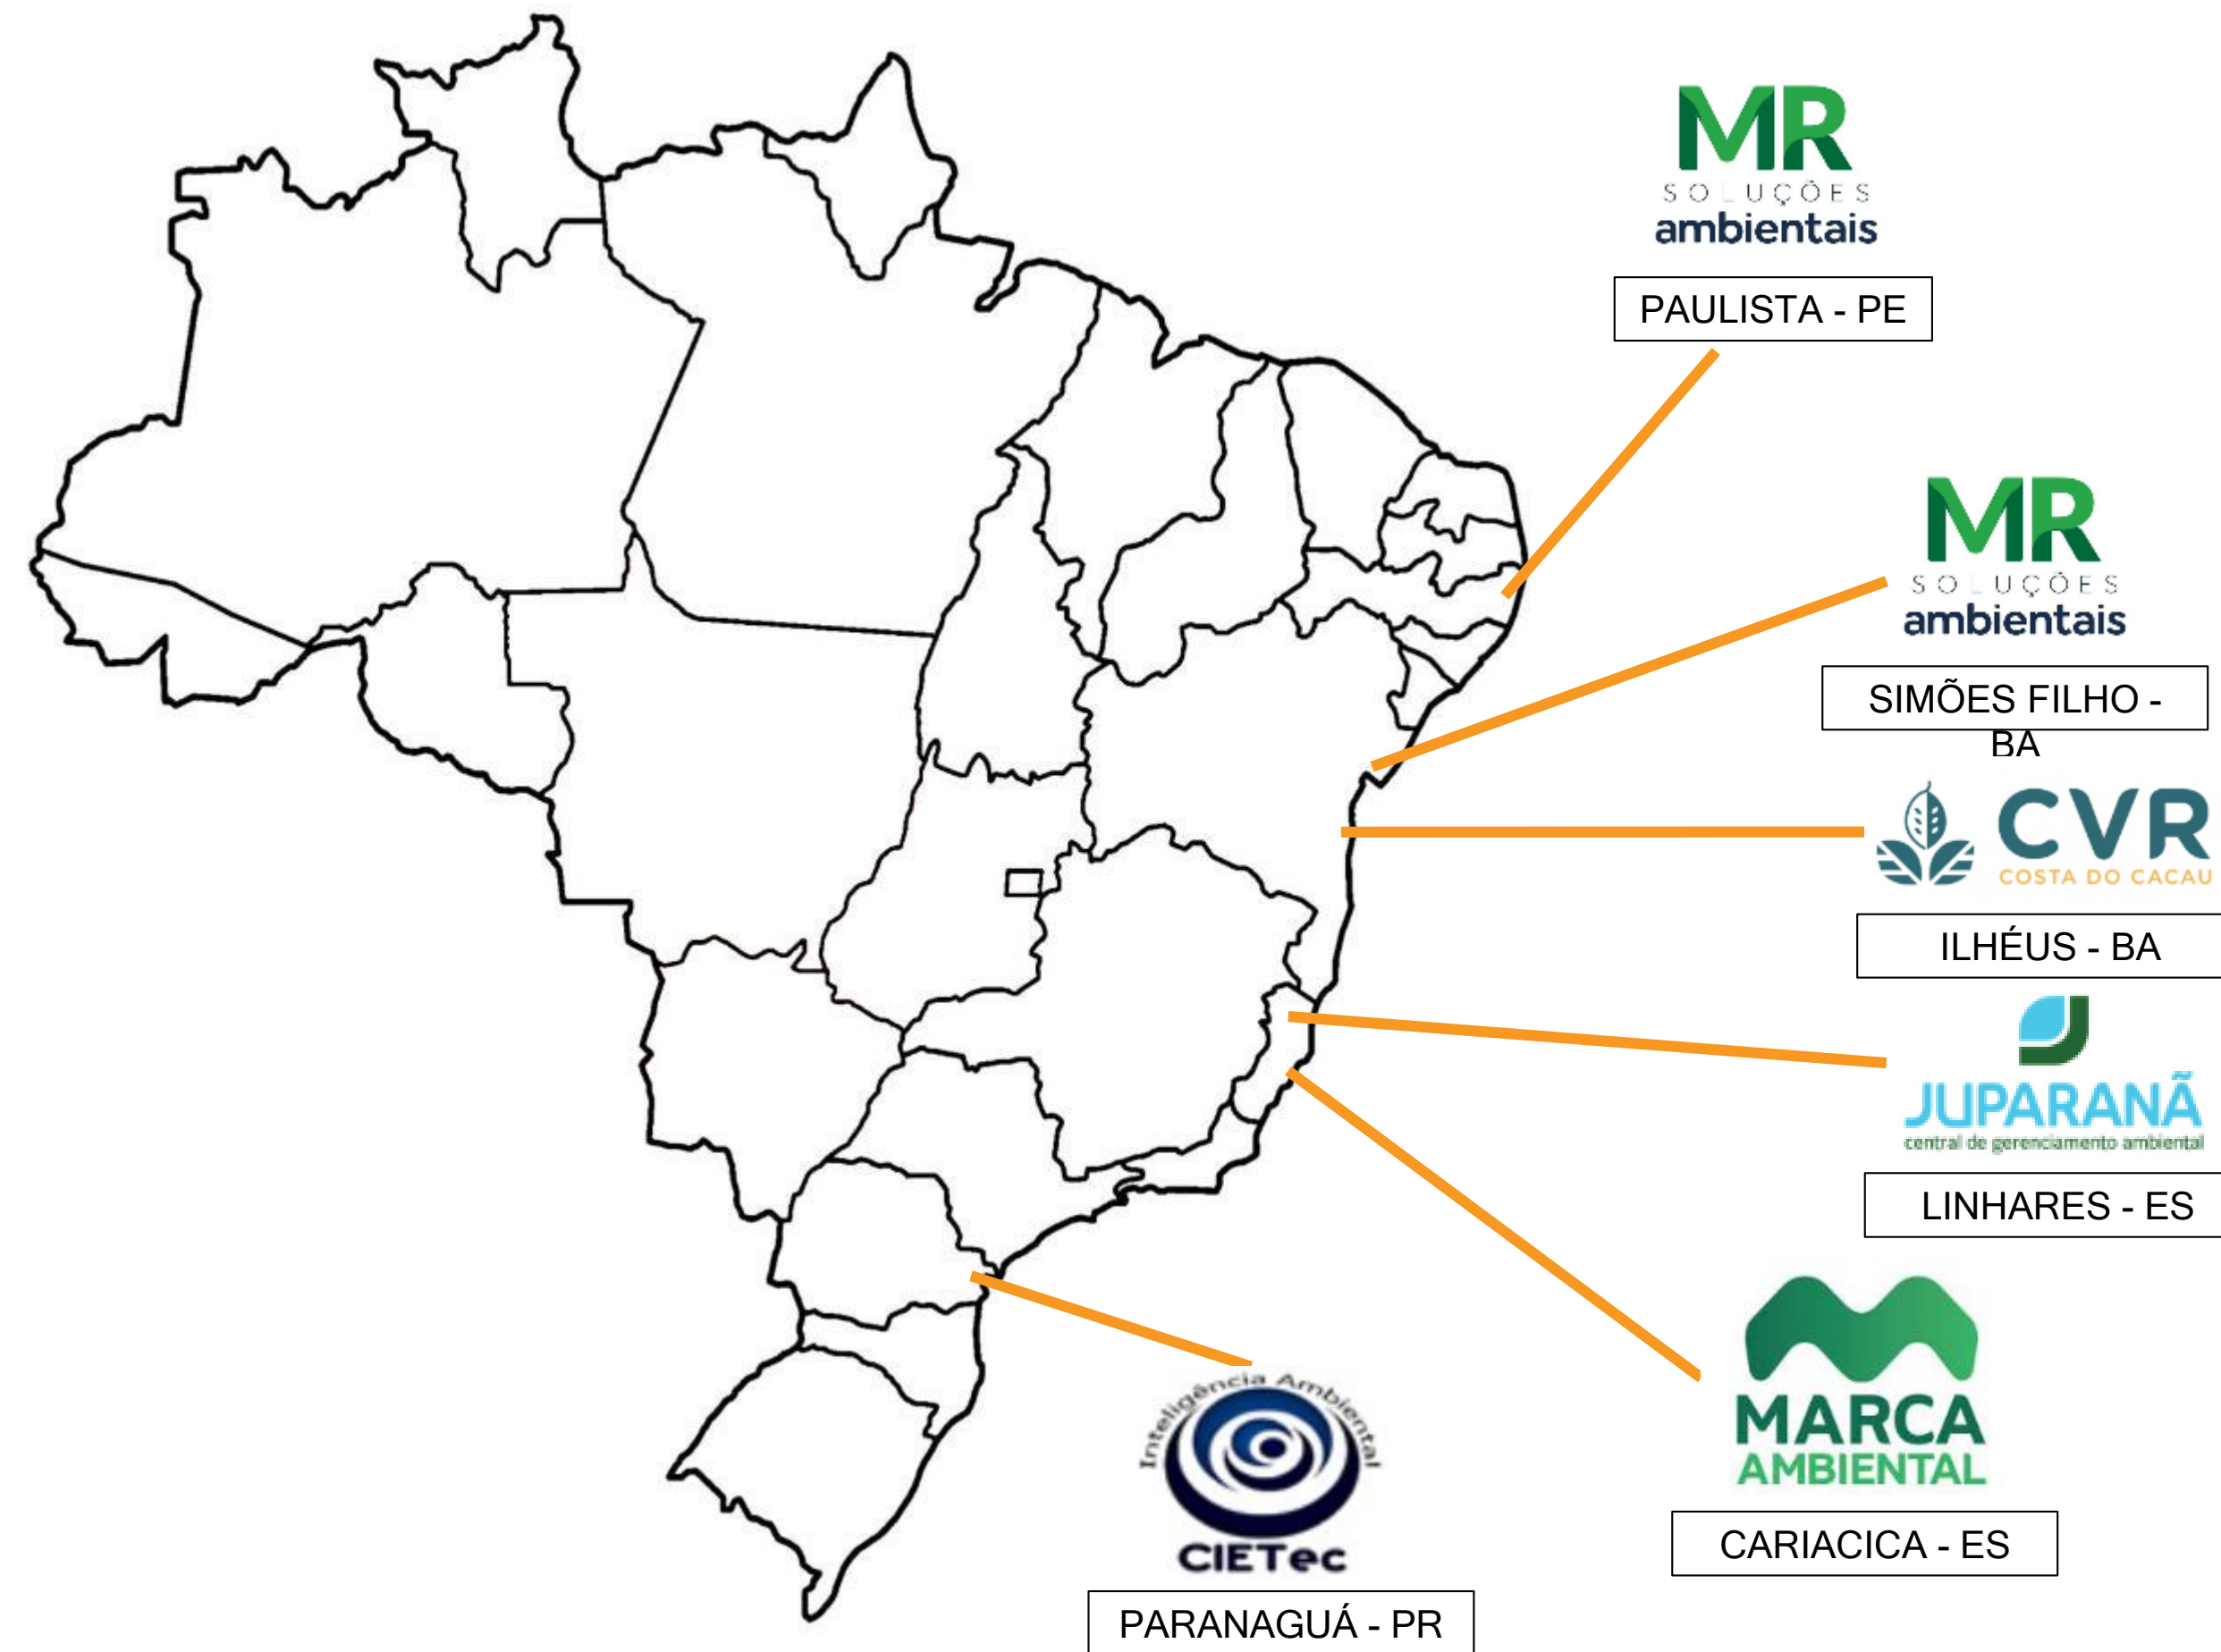 MR
SOLUÇÕES
ambientais
PAULISTA - PE
MR
SOLUÇÕES
ambientais
SIMÕES FILHO -
BA
CVR
COSTA DO CACAU
ILHÉUS - BA
JUPARANÃ
central de gerenciamento ambiental
LINHARES - ES
MARCA
AMBIENTAL
CARIACICA - ES
Inteligência Ambiental
CIETec
PARANAGUÁ - PR